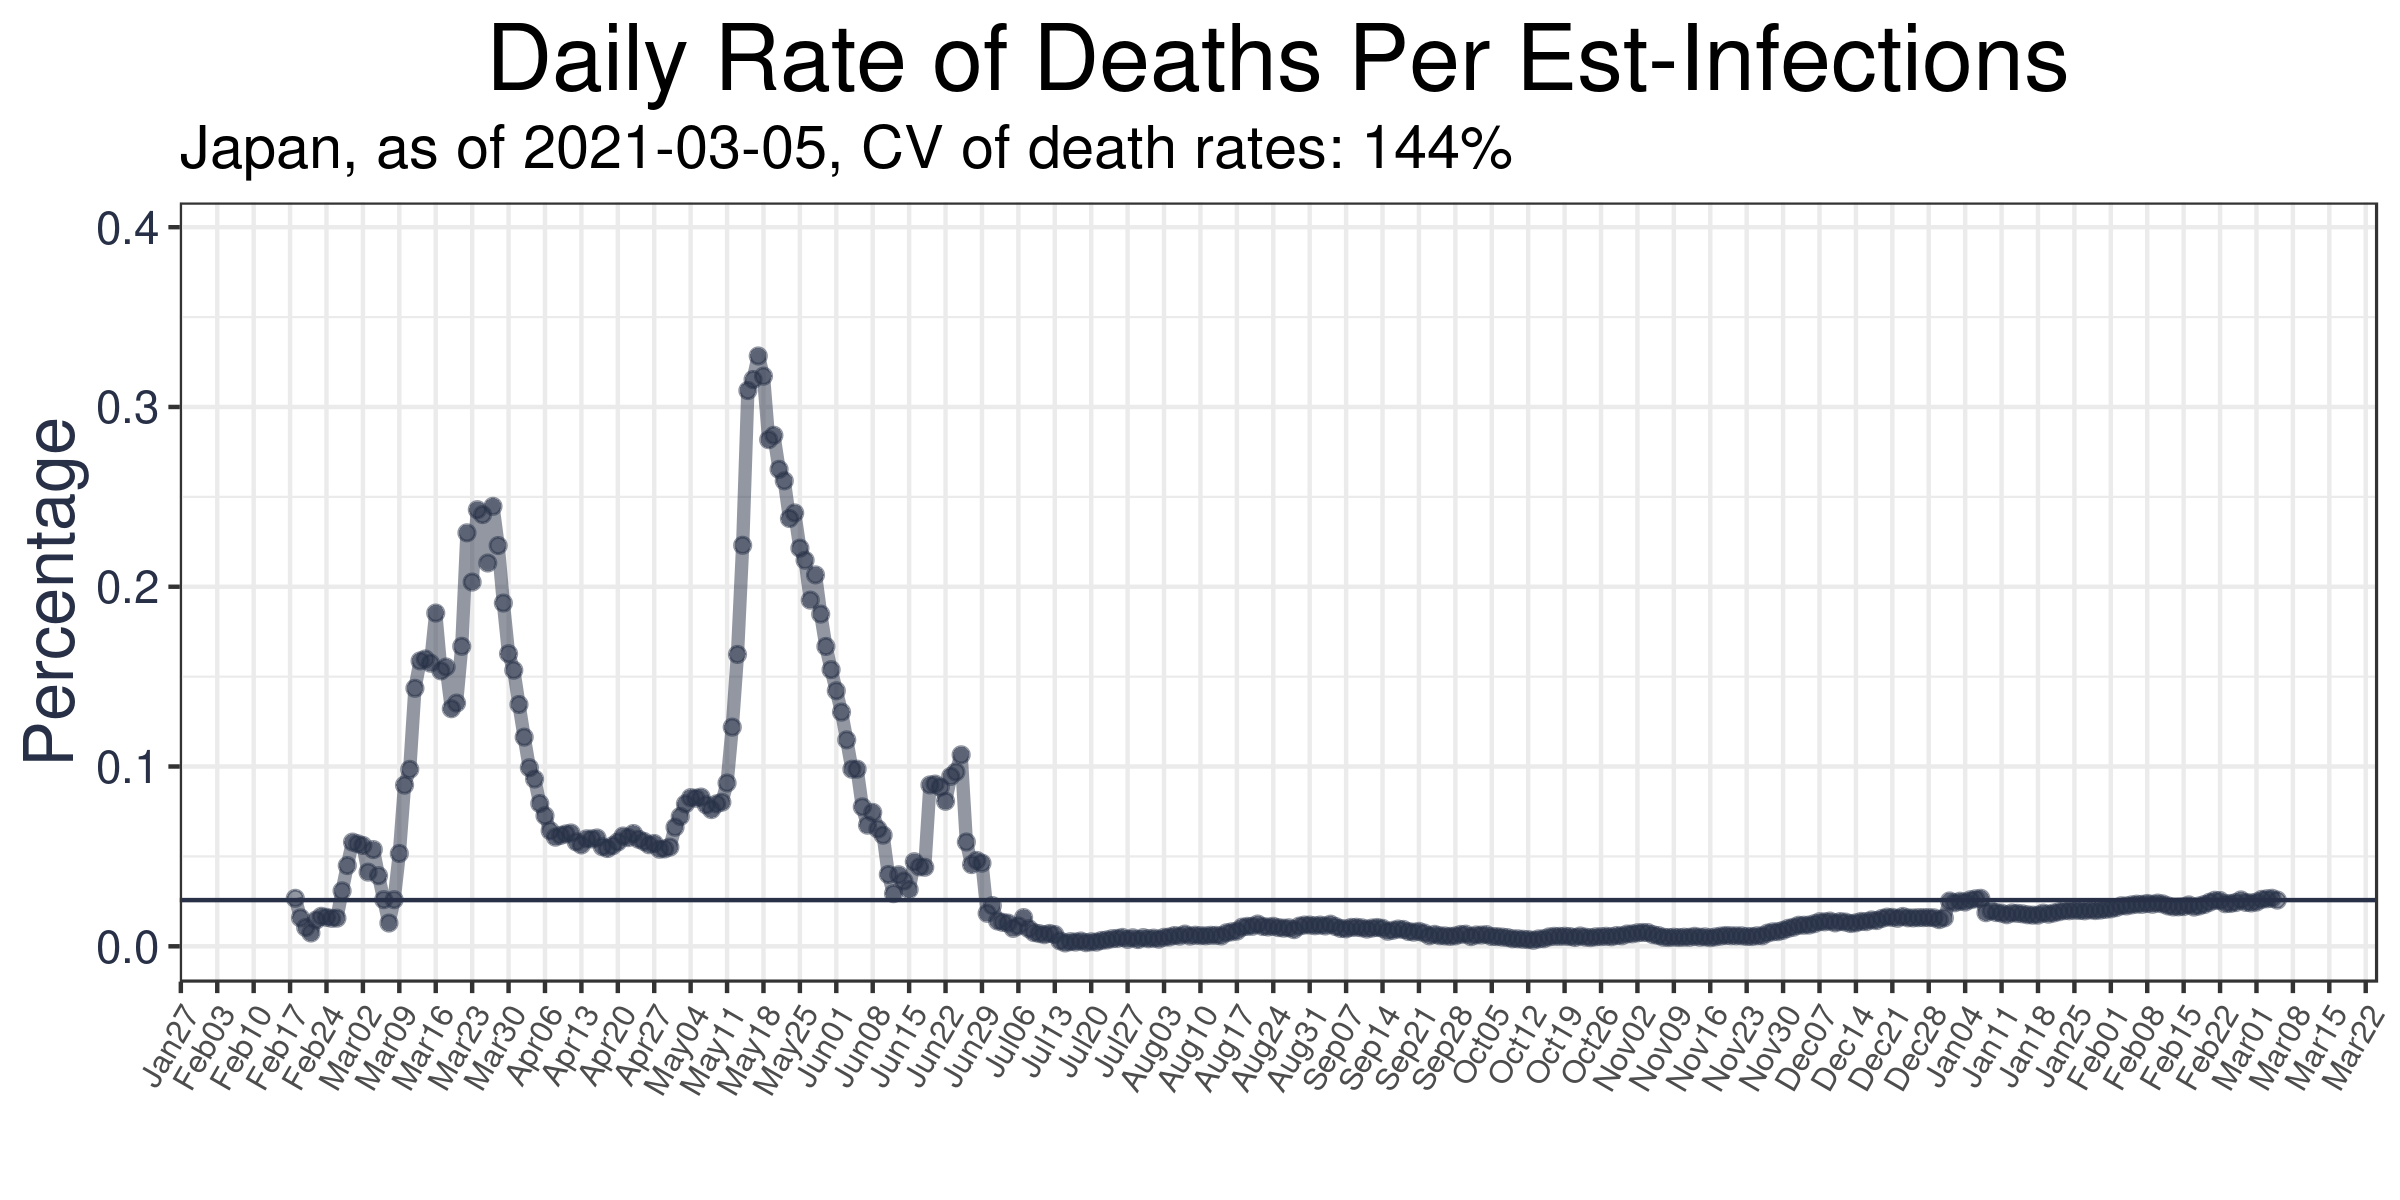 Daily Rate of Deaths Per Est-Infections
Japan, as of 2021-03-05, CV of death rates: 144%
Percentage
0.4
0.3
0.2
0.1
0.0
Jan27
Feb03
Feb10
Feb17
Feb24
Mar02
Mar09
Mar16
Mar23
Mar30
Apr06
Apr13
Apr20
Apr27
May04
May11
May18
May25
Jun01
Jun08
Jun15
Jun22
Jun29
Jul06
Jul13
Jul20
Jul27
Aug03
Aug10
Aug17
Aug24
Aug31
Sep07
Sep14
Sep21
Sep28
Oct05
Oct12
Oct19
Oct26
Nov02
Nov09
Nov16
Nov23
Nov30
Dec07
Dec14
Dec21
Dec28
Jan04
Jan11
Jan18
Jan25
Feb01
Feb08
Feb15
Feb22
Mar01
Mar08
Mar15
Mar22